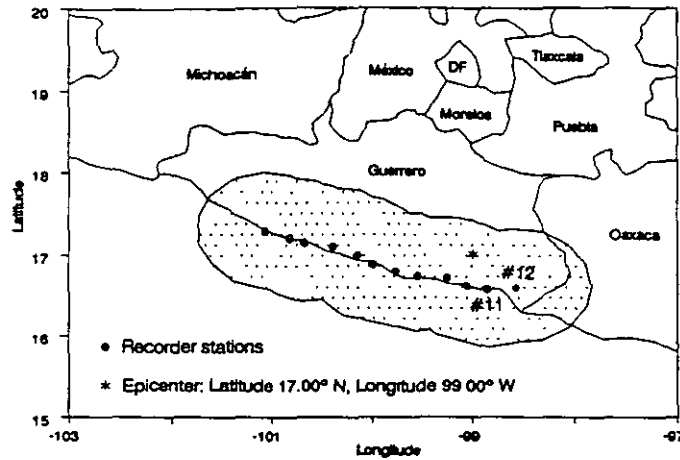 20
Michoacán
México
DF
Tlaxcala
19
Morelos
Puebla
18
Guerrero
Latitude
Oaxaca
17
#12
#11
16
● Recorder stations
* Epicenter: Latitude 17.00° N, Longitude 99 00° W
15
-103
-101
-99
-97
Longitude